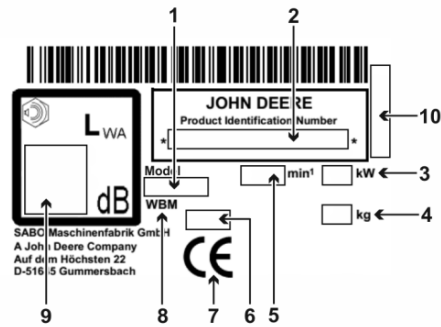 1
2
JOHN DEERE
Product Identification Number
* *
10
LWA
dB
Model
min¹
kW
3
WBM
kg
4
SABO Maschinenfabrik GmbH
A John Deere Company
Auf dem Höchsten 22
D-51645 Gummersbach
CE
9
8
7
6
5